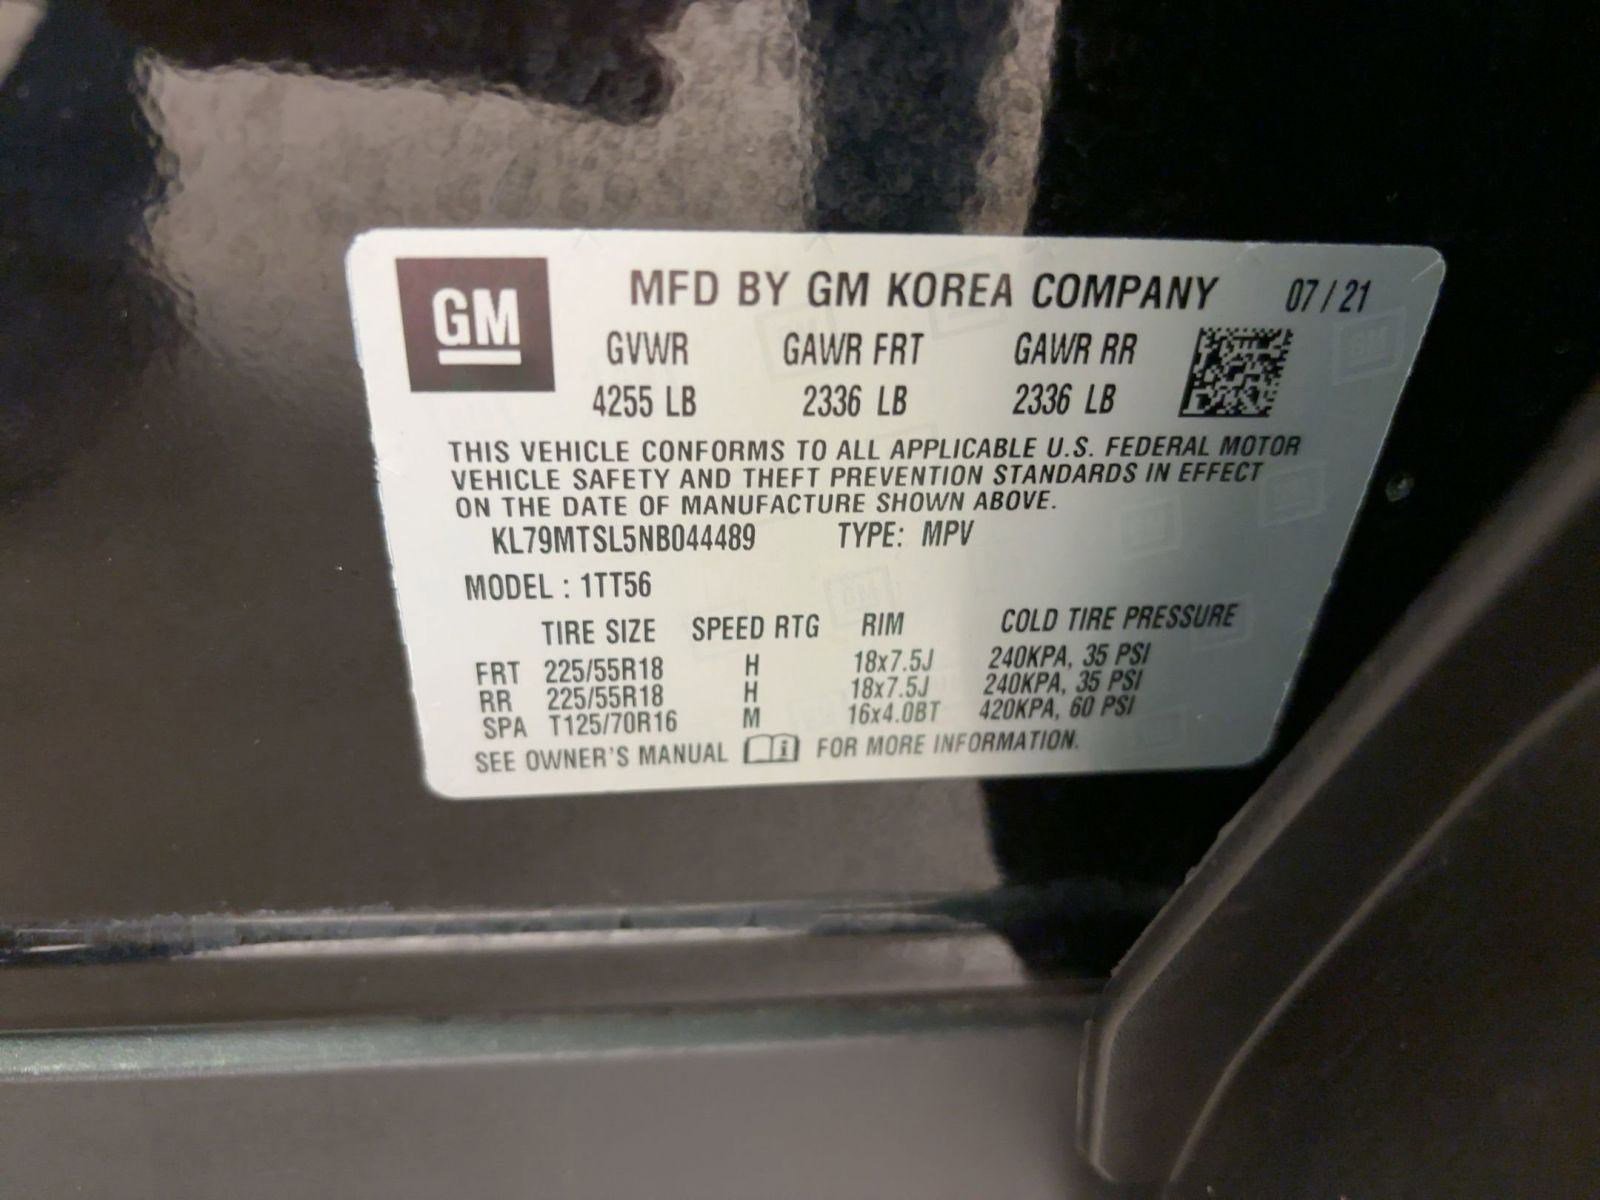 GM
MFD BY GM KOREA COMPANY 07/21
GVWR GAWR FRT GAWR RR
4255 LB 2336 LB 2336 LB
THIS VEHICLE CONFORMS TO ALL APPLICABLE U.S. FEDERAL MOTOR
VEHICLE SAFETY AND THEFT PREVENTION STANDARDS IN EFFECT
ON THE DATE OF MANUFACTURE SHOWN ABOVE.
KL79MTSL5NB044489 TYPE: MPV
MODEL : 1TT56
TIRE SIZE SPEED RTG RIM COLD TIRE PRESSURE
FRT 225/55R18 H 18x7.5J 240KPA, 35 PSI
RR 225/55R18 H 18x7.5J 240KPA, 35 PSI
SPA T125/70R16 M 16x4.0BT 420KPA, 60 PSI
SEE OWNER'S MANUAL i FOR MORE INFORMATION.